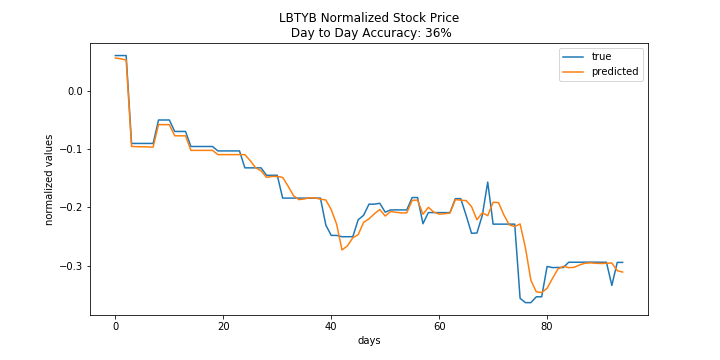 LBTYB Normalized Stock Price
Day to Day Accuracy: 36%
true
predicted
normalized values
0.0
−0.1
−0.2
−0.3
0
20
40
60
80
days